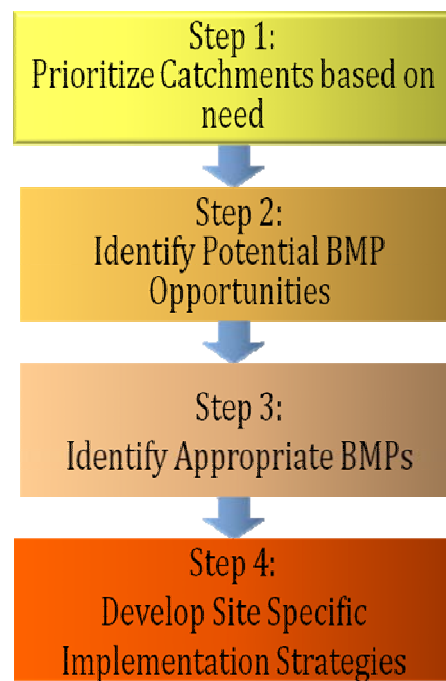 Step 1:
Prioritize Catchments based on
need
Step 2:
Identify Potential BMP
Opportunities
Step 3:
Identify Appropriate BMPs
Step 4:
Develop Site Specific
Implementation Strategies